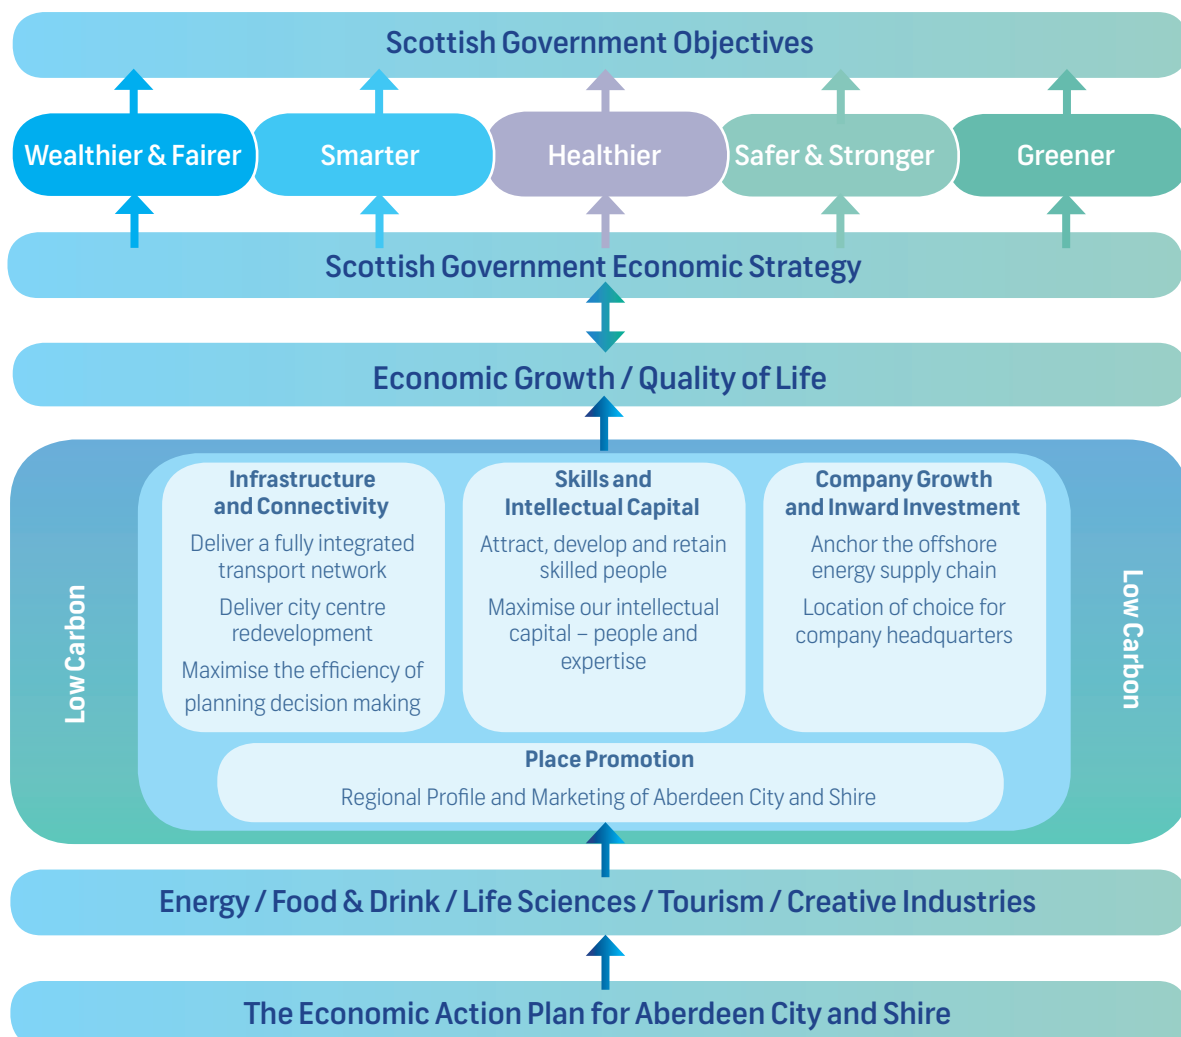 Scottish Government Objectives
Wealthier & Fairer
Smarter
Healthier
Safer & Stronger
Greener
Scottish Government Economic Strategy
Economic Growth / Quality of Life
Low Carbon
Infrastructure
and Connectivity
Deliver a fully integrated
transport network
Deliver city centre
redevelopment
Maximise the efficiency of
planning decision making
Skills and
Intellectual Capital
Attract, develop and retain
skilled people
Maximise our intellectual
capital – people and
expertise
Company Growth
and Inward Investment
Anchor the offshore
energy supply chain
Location of choice for
company headquarters
Low Carbon
Place Promotion
Regional Profile and Marketing of Aberdeen City and Shire
Energy / Food & Drink / Life Sciences / Tourism / Creative Industries
The Economic Action Plan for Aberdeen City and Shire